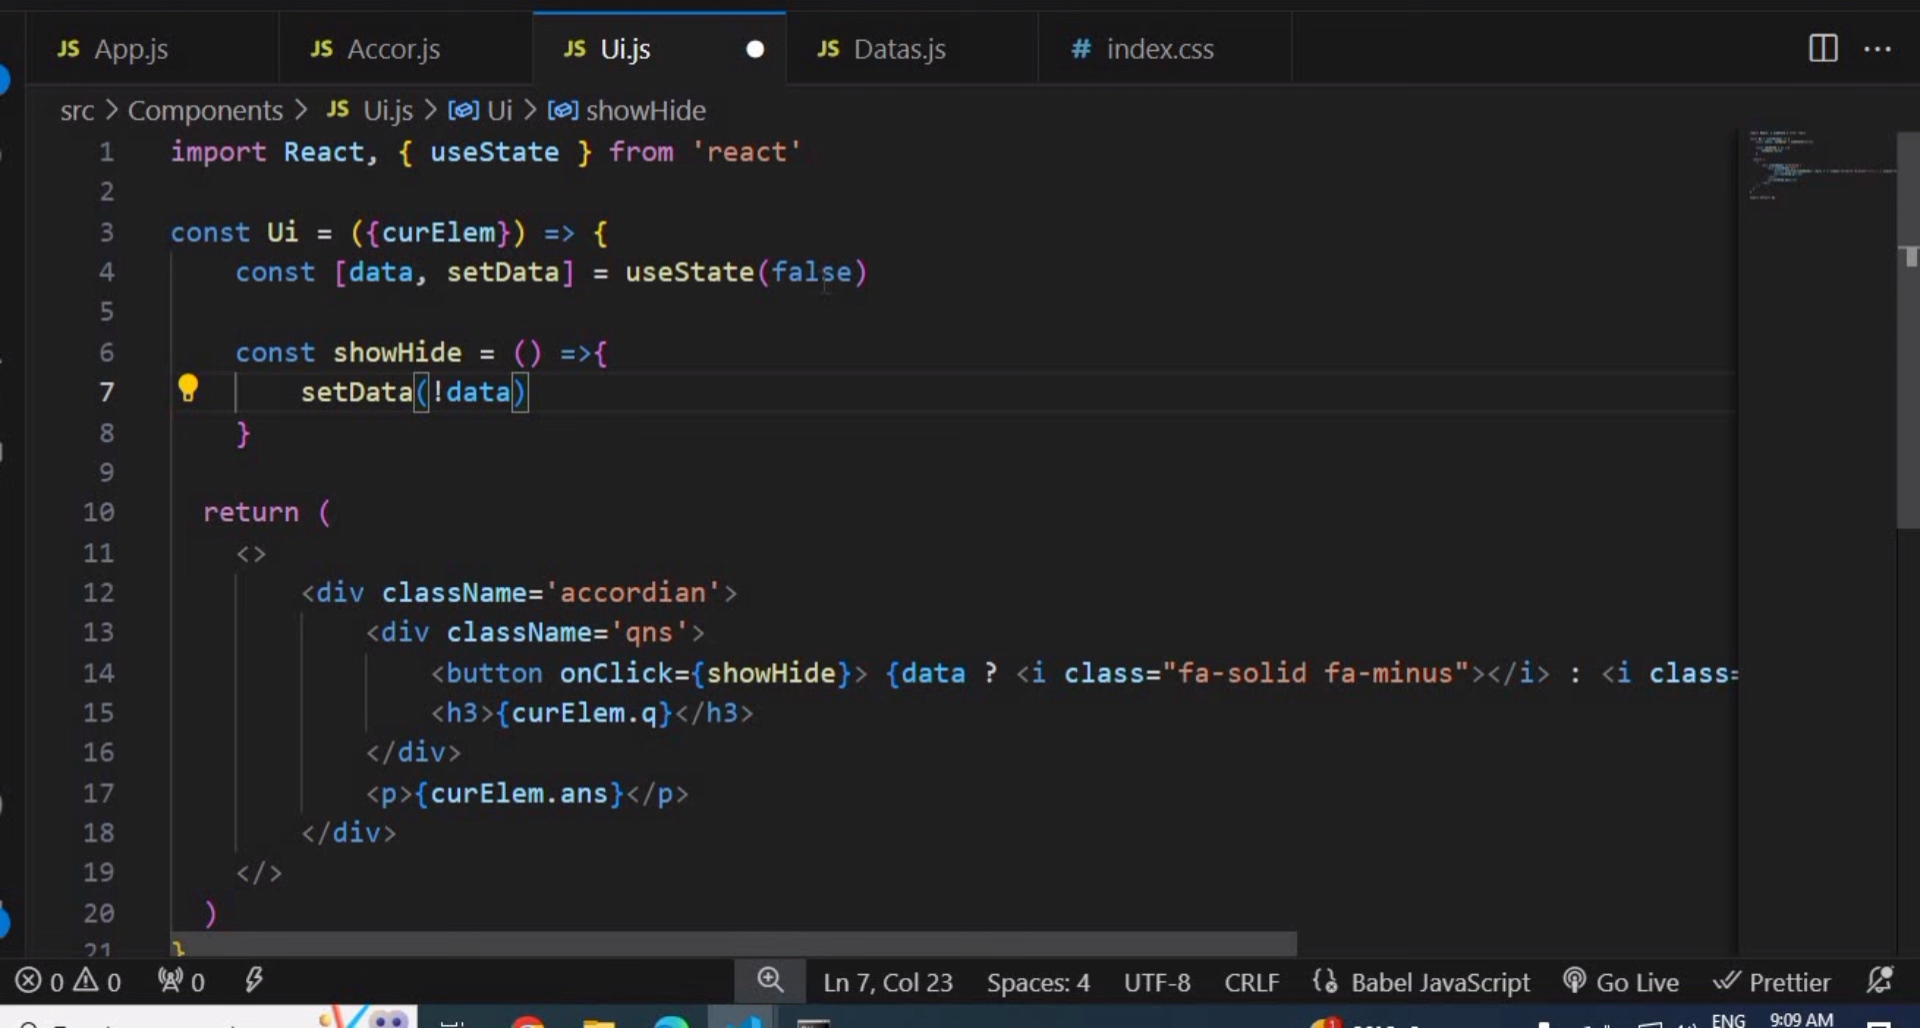 JS App.js JS Accor.js JS Ui.js JS Datas.js # index.css ...
src > Components > JS Ui.js > Ui > showHide
1 import React, { useState } from 'react'
2
3 const Ui = ({curElem}) => {
4 const [data, setData] = useState(false)
5
6 const showHide = () =>{
7 setData(!data)
8 }
9
10 return (
11 <>
12 <div className='accordian'>
13 <div className='qns'>
14 <button onClick={showHide}> {data ? <i class="fa-solid fa-minus"></i> : <i class=
15 <h3>{curElem.q}</h3>
16 </div>
17 <p>{curElem.ans}</p>
18 </div>
19 </>
20 )
21 }
0 0 0 Ln 7, Col 23 Spaces: 4 UTF-8 CRLF {} Babel JavaScript Go Live Prettier
ENG 9:09 AM